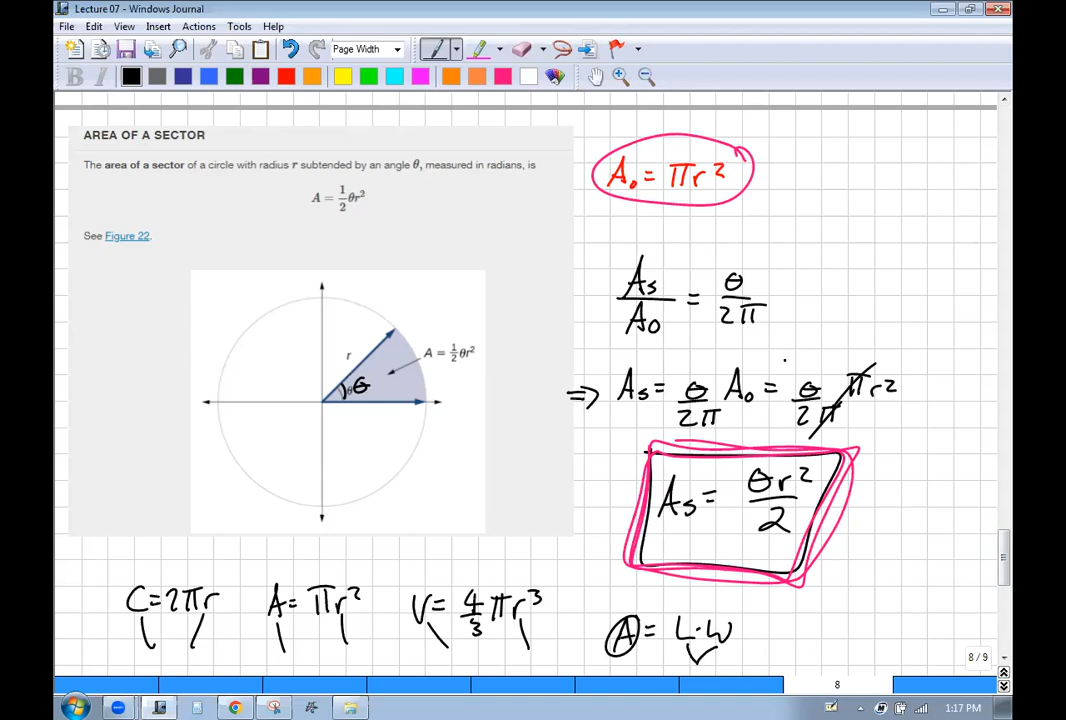 Lecture 07 - Windows Journal
File Edit View Insert Actions Tools Help
Page Width
B I
AREA OF A SECTOR
The area of a sector of a circle with radius r subtended by an angle θ, measured in radians, is
A = 1/2 θr²
See Figure 22.
r
θ θ
A = 1/2 θr²
A₀ = πr²
As/A₀ = θ/2π
=> As = θ/2π A₀ = θ/2π πr²
As = θr²/2
C = 2πr A = πr² V = 4/3 πr³
A = L·W
8 / 9
8
1:17 PM